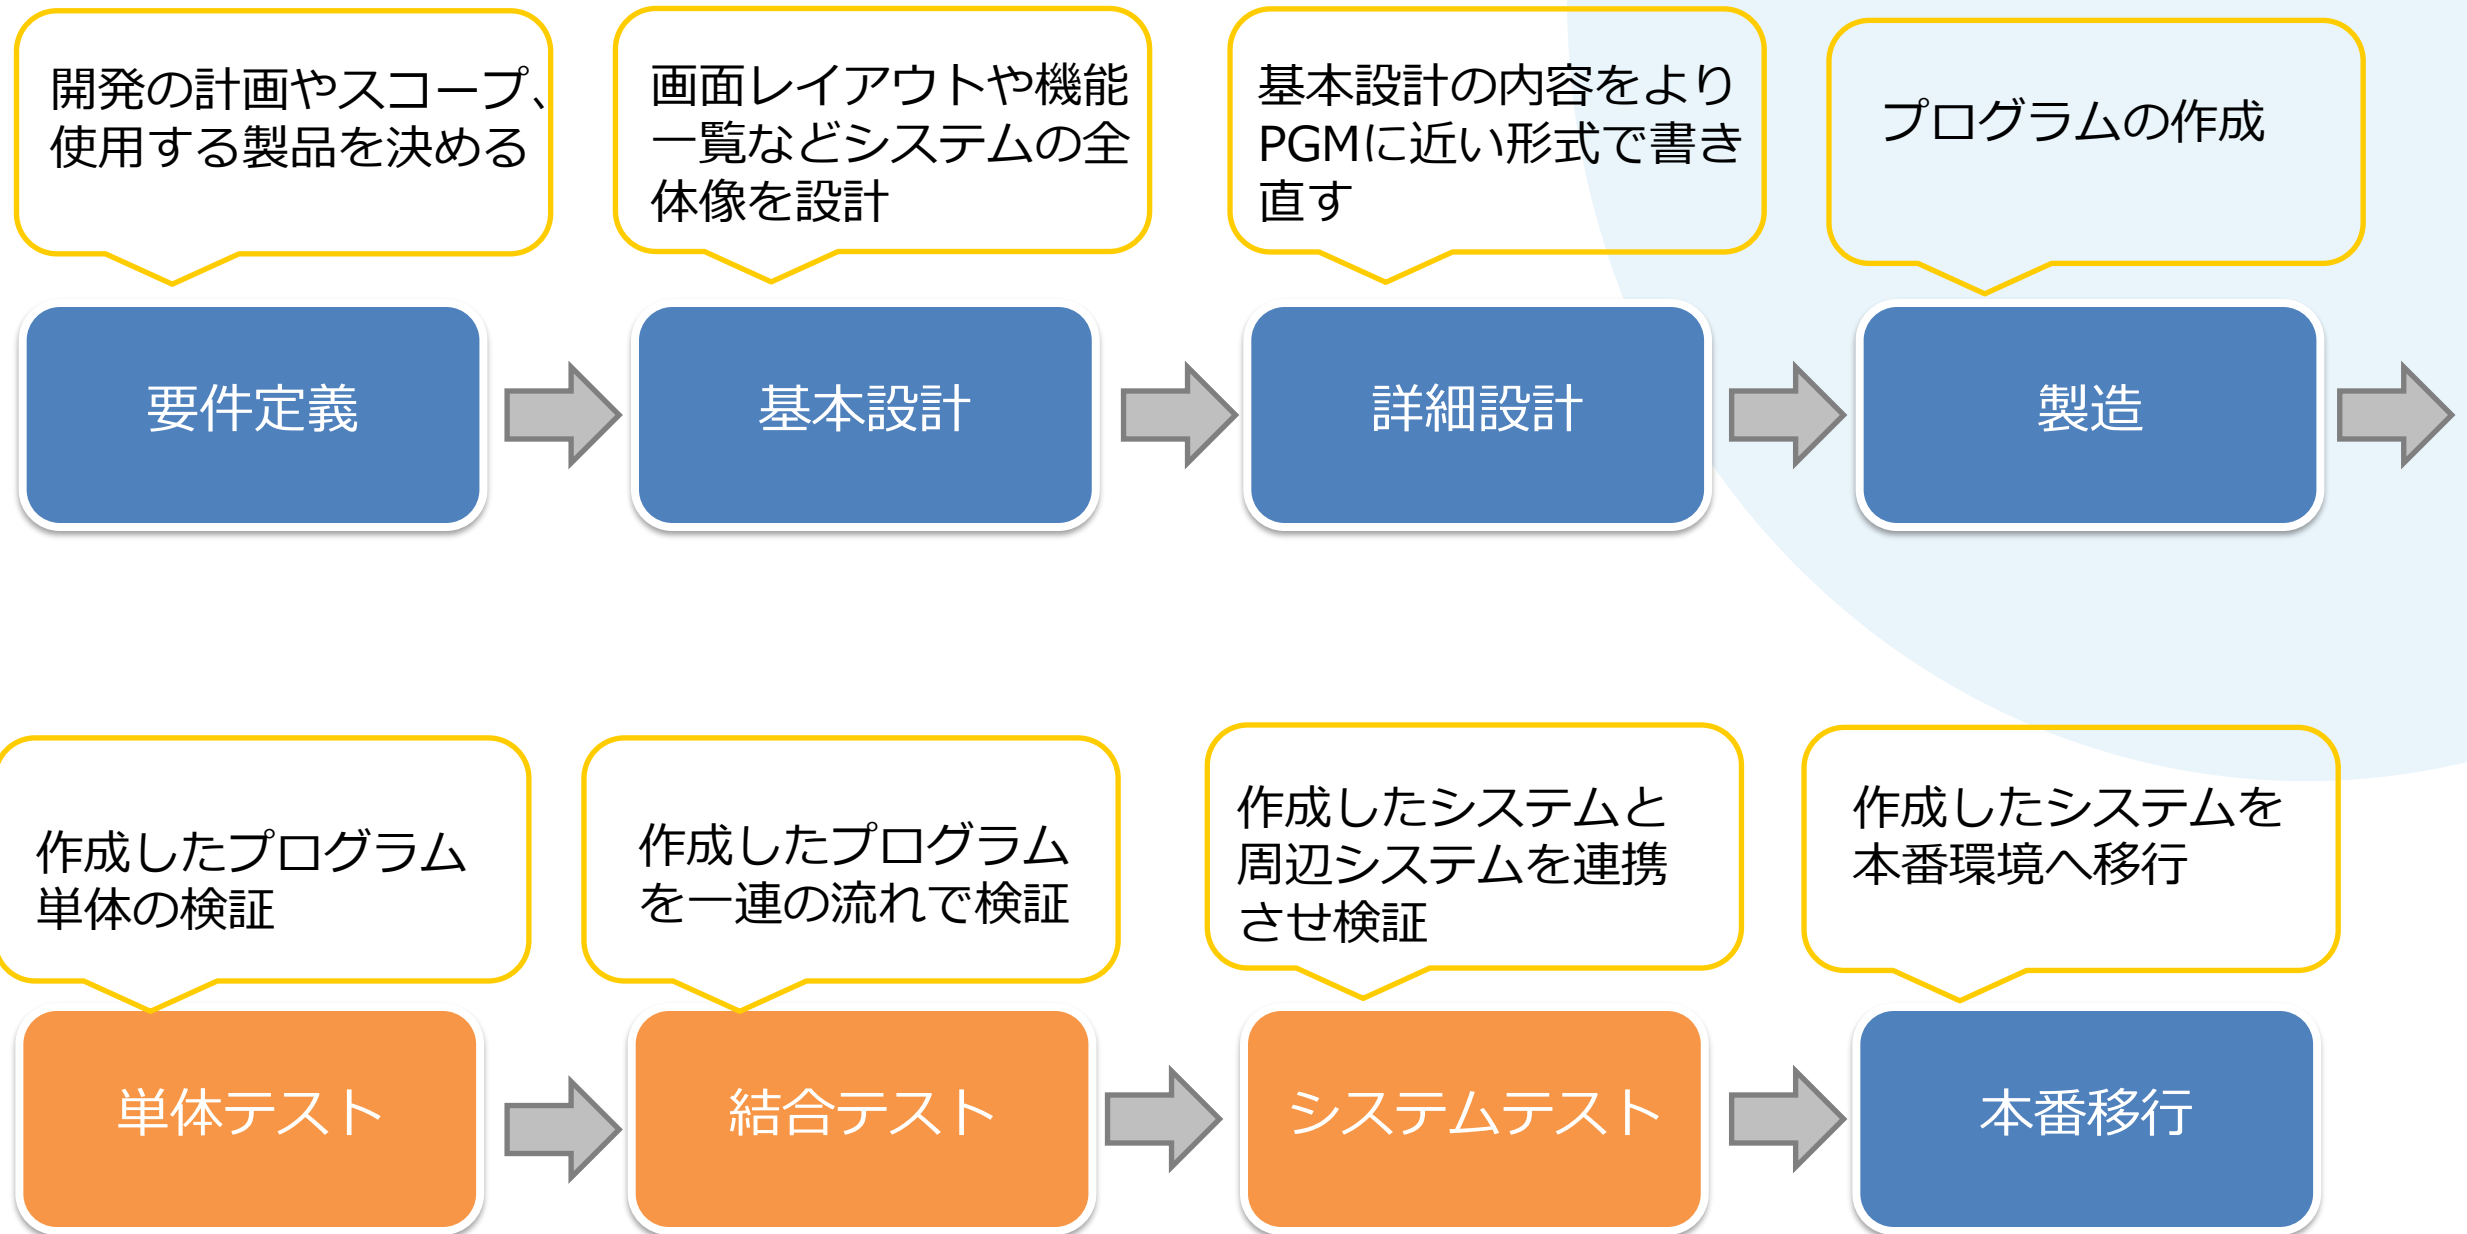 開発の計画やスコープ、
使用する製品を決める
画面レイアウトや機能
一覧などシステムの全
体像を設計
基本設計の内容をより
PGMに近い形式で書き
直す
プログラムの作成
要件定義
基本設計
詳細設計
製造
作成したプログラム
単体の検証
作成したプログラム
を一連の流れで検証
作成したシステムと
周辺システムを連携
させ検証
作成したシステムを
本番環境へ移行
単体テスト
結合テスト
システムテスト
本番移行